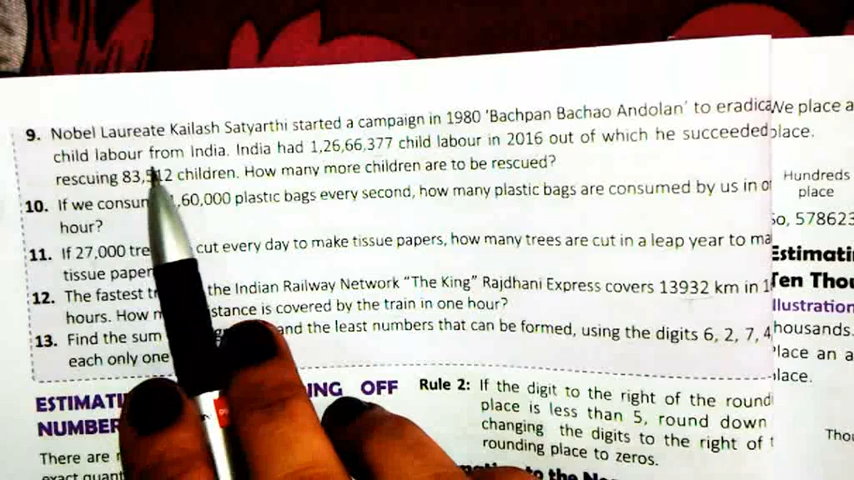 9. Nobel Laureate Kailash Satyarthi started a campaign in 1980 'Bachpan Bachao Andolan' to eradica
child labour from India. India had 1,26,66,377 child labour in 2016 out of which he succeeded
rescuing 83,512 children. How many more children are to be rescued?
10. If we consum 1,60,000 plastic bags every second, how many plastic bags are consumed by us in o
hour?
11. If 27,000 tre cut every day to make tissue papers, how many trees are cut in a leap year to ma
tissue paper
12. The fastest t the Indian Railway Network "The King" Rajdhani Express covers 13932 km in 1
hours. How m istance is covered by the train in one hour?
13. Find the sum and the least numbers that can be formed, using the digits 6, 2, 7, 4
each only one
ESTIMATI NG OFF
NUMBER
There are
exact quant
Rule 2: If the digit to the right of the round
place is less than 5, round down
changing the digits to the right of t
rounding place to zeros.
to the Ne
We place a
place.
Hundreds
place
So, 578623
Estimati
Ten Thou
Illustration
housands.
Place an a
place.
Thou